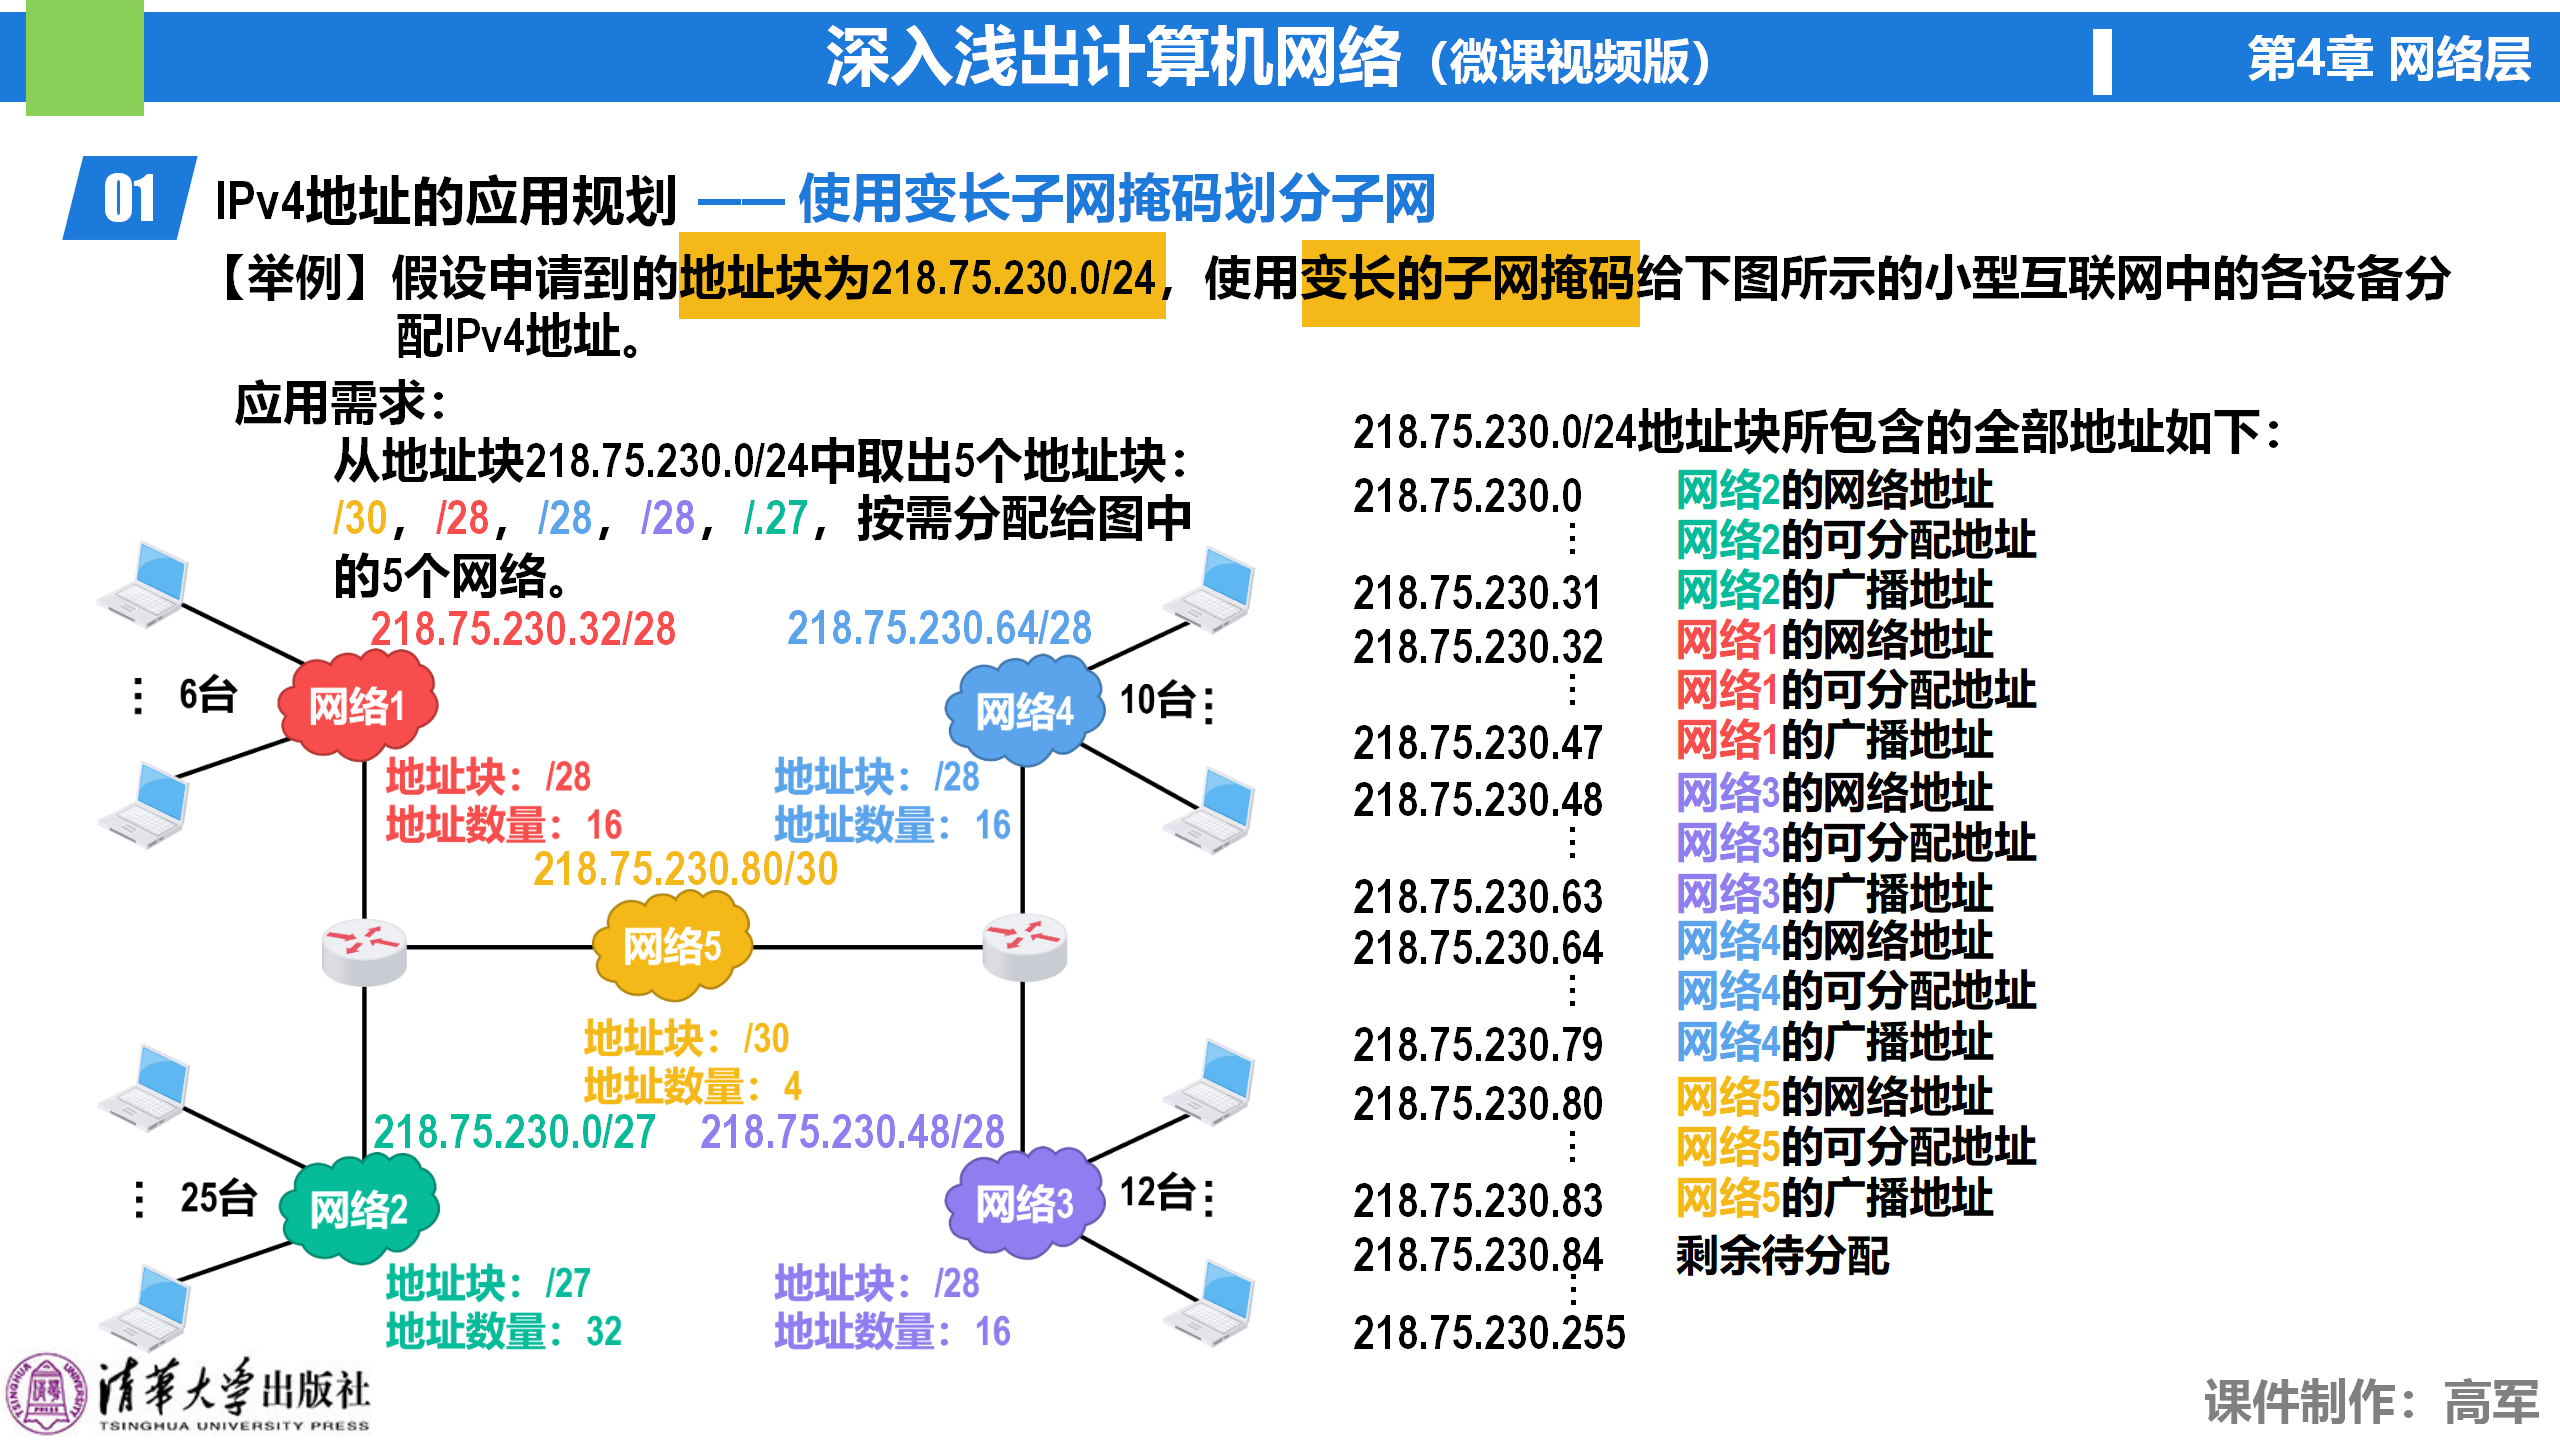 深入浅出计算机网络（微课视频版）
第4章 网络层
01
IPv4地址的应用规划 —— 使用变长子网掩码划分子网
【举例】假设申请到的地址块为218.75.230.0/24，使用变长的子网掩码给下图所示的小型互联网中的各设备分
配IPv4地址。
应用需求：
从地址块218.75.230.0/24中取出5个地址块：
/30，/28，/28，/28，/.27，按需分配给图中
的5个网络。
218.75.230.32/28
218.75.230.64/28
6台
网络1
网络4
10台
地址块：/28
地址数量：16
地址块：/28
地址数量：16
218.75.230.80/30
网络5
地址块：/30
地址数量：4
218.75.230.0/27
218.75.230.48/28
25台
网络2
网络3
12台
地址块：/27
地址数量：32
地址块：/28
地址数量：16
218.75.230.0/24地址块所包含的全部地址如下：
218.75.230.0 网络2的网络地址
⋮ 网络2的可分配地址
218.75.230.31 网络2的广播地址
218.75.230.32 网络1的网络地址
⋮ 网络1的可分配地址
218.75.230.47 网络1的广播地址
218.75.230.48 网络3的网络地址
⋮ 网络3的可分配地址
218.75.230.63 网络3的广播地址
218.75.230.64 网络4的网络地址
⋮ 网络4的可分配地址
218.75.230.79 网络4的广播地址
218.75.230.80 网络5的网络地址
⋮ 网络5的可分配地址
218.75.230.83 网络5的广播地址
218.75.230.84 剩余待分配
⋮
218.75.230.255
清华大学出版社
TSINGHUA UNIVERSITY PRESS
课件制作：高军